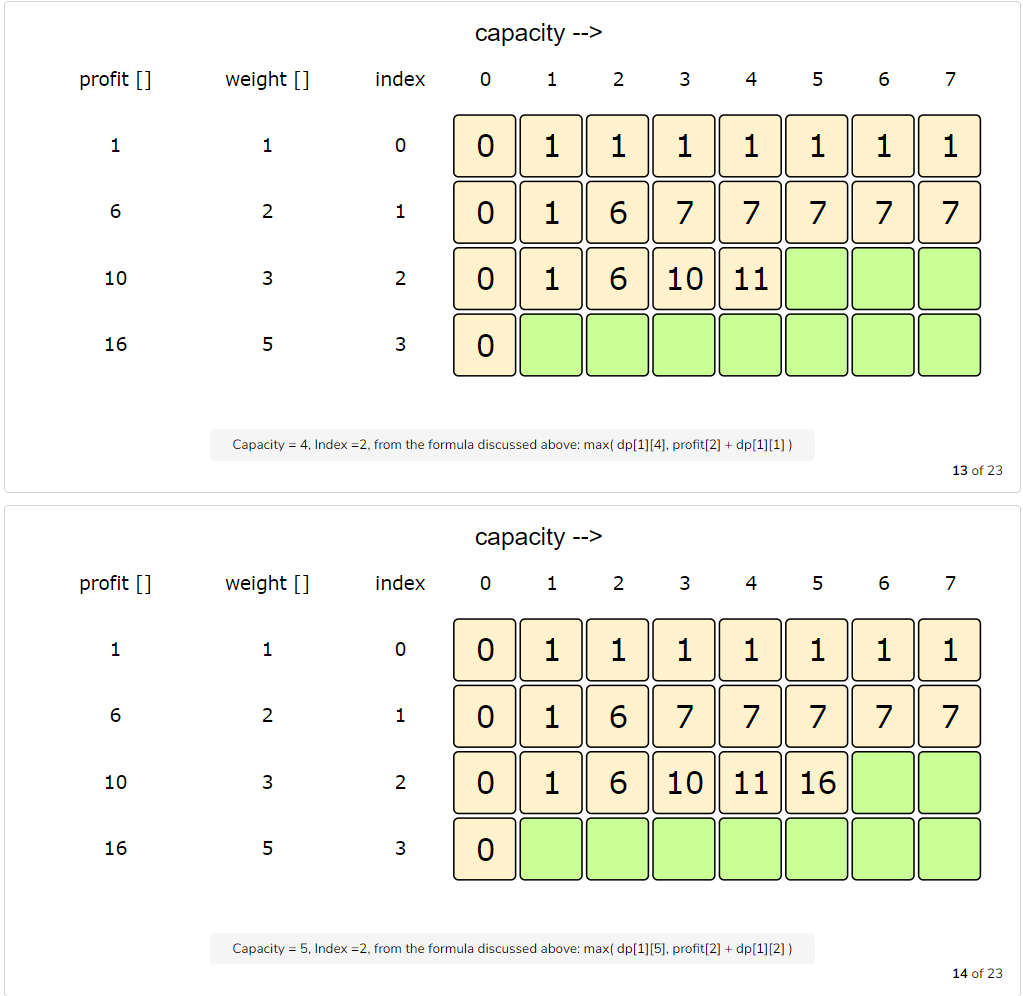 capacity -->
profit [] weight [] index 0 1 2 3 4 5 6 7
1 1 0 0 1 1 1 1 1 1 1
6 2 1 0 1 6 7 7 7 7 7
10 3 2 0 1 6 10 11
16 5 3 0
Capacity = 4, Index =2, from the formula discussed above: max( dp[1][4], profit[2] + dp[1][1] )
13 of 23
capacity -->
profit [] weight [] index 0 1 2 3 4 5 6 7
1 1 0 0 1 1 1 1 1 1 1
6 2 1 0 1 6 7 7 7 7 7
10 3 2 0 1 6 10 11 16
16 5 3 0
Capacity = 5, Index =2, from the formula discussed above: max( dp[1][5], profit[2] + dp[1][2] )
14 of 23